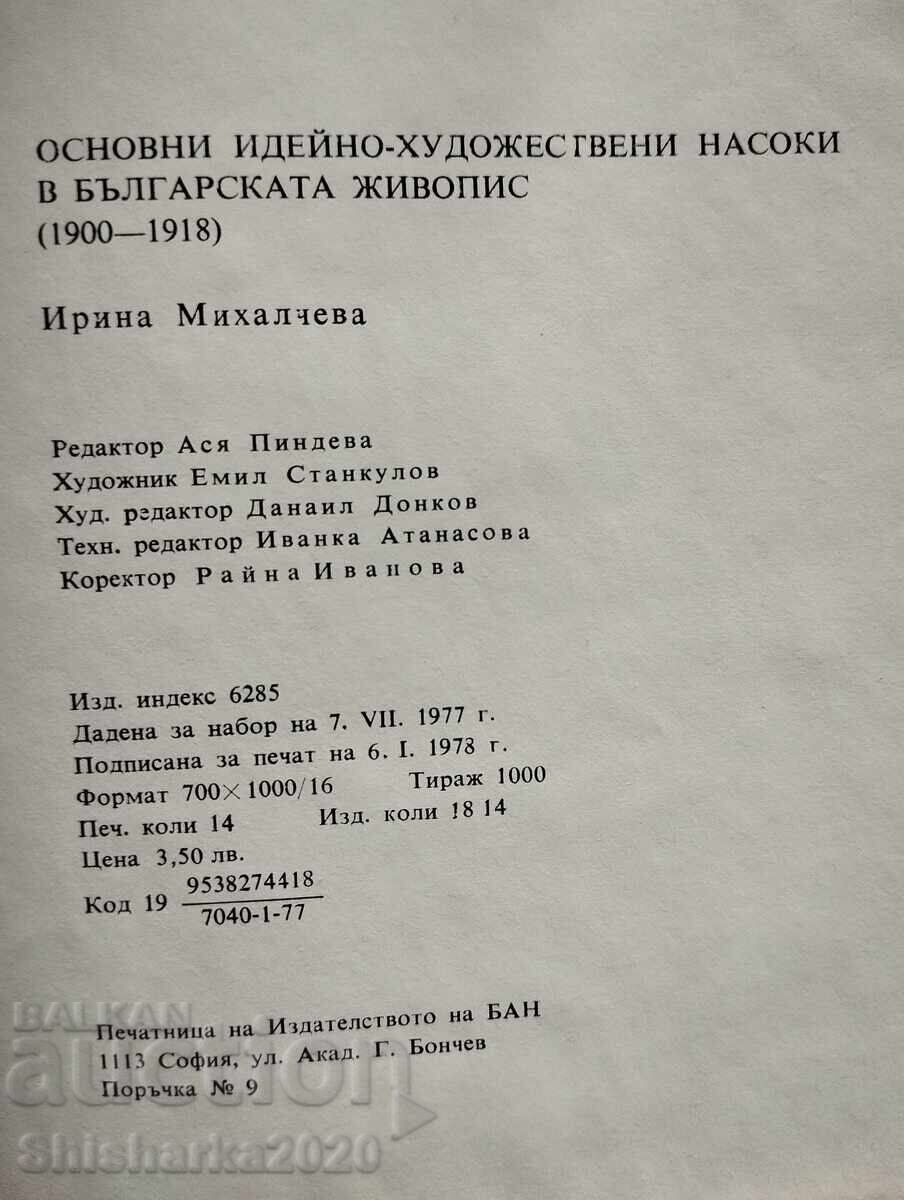 ОСНОВНИ ИДЕЙНО-ХУДОЖЕСТВЕНИ НАСОКИ
В БЪЛГАРСКАТА ЖИВОПИС
(1900—1918)
Ирина Михалчева
Редактор Ася Пиндева
Художник Емил Станкулов
Худ. редактор Данаил Донков
Техн. редактор Иванка Атанасова
Коректор Райна Иванова
Изд. индекс 6285
Дадена за набор на 7. VII. 1977 г.
Подписана за печат на 6. I. 1978 г.
Формат 700×1000/16 Тираж 1000
Печ. коли 14 Изд. коли 18 14
Цена 3,50 лв.
Код 19 9538274418
7040-1-77
Печатница на Издателството на БАН
1113 София, ул. Акад. Г. Бончев
Поръчка № 9
BALKAN
auction
Shisharka2020